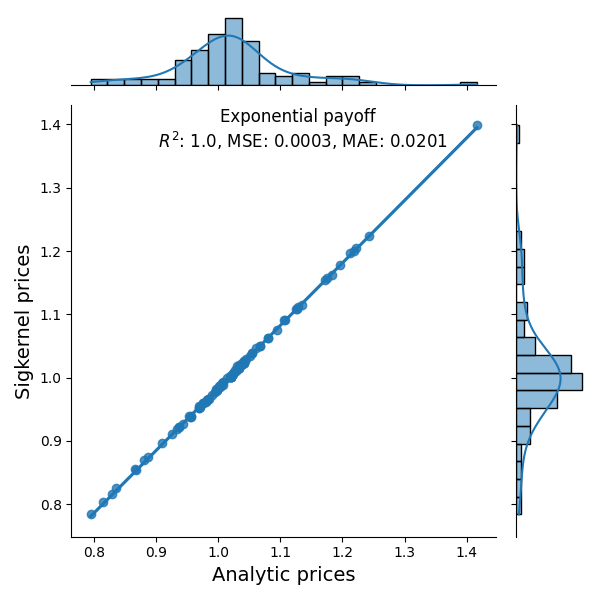 Exponential payoff
R²: 1.0, MSE: 0.0003, MAE: 0.0201
1.4
1.3
1.2
1.1
1.0
0.9
0.8
Sigkernel prices
0.8 0.9 1.0 1.1 1.2 1.3 1.4
Analytic prices